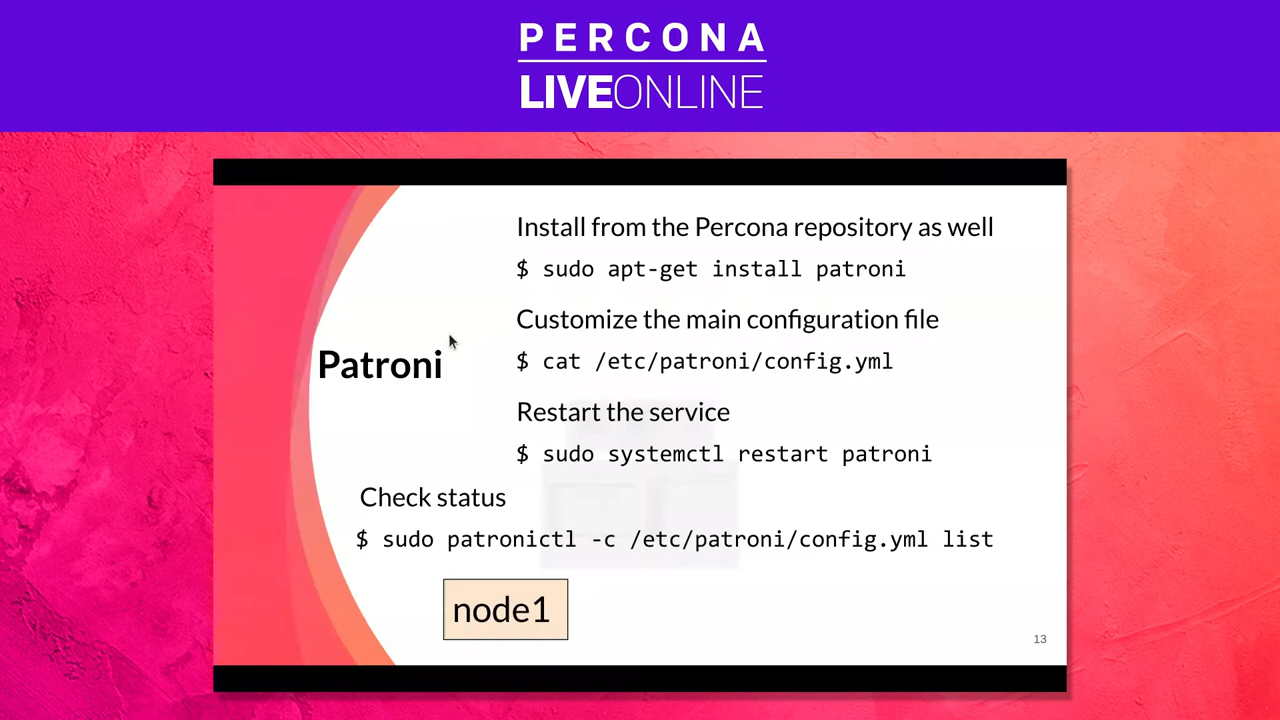 PERCONA
LIVEONLINE
Install from the Percona repository as well
$ sudo apt-get install patroni
Customize the main configuration file
$ cat /etc/patroni/config.yml
Patroni
Restart the service
$ sudo systemctl restart patroni
Check status
$ sudo patronictl -c /etc/patroni/config.yml list
node1
13